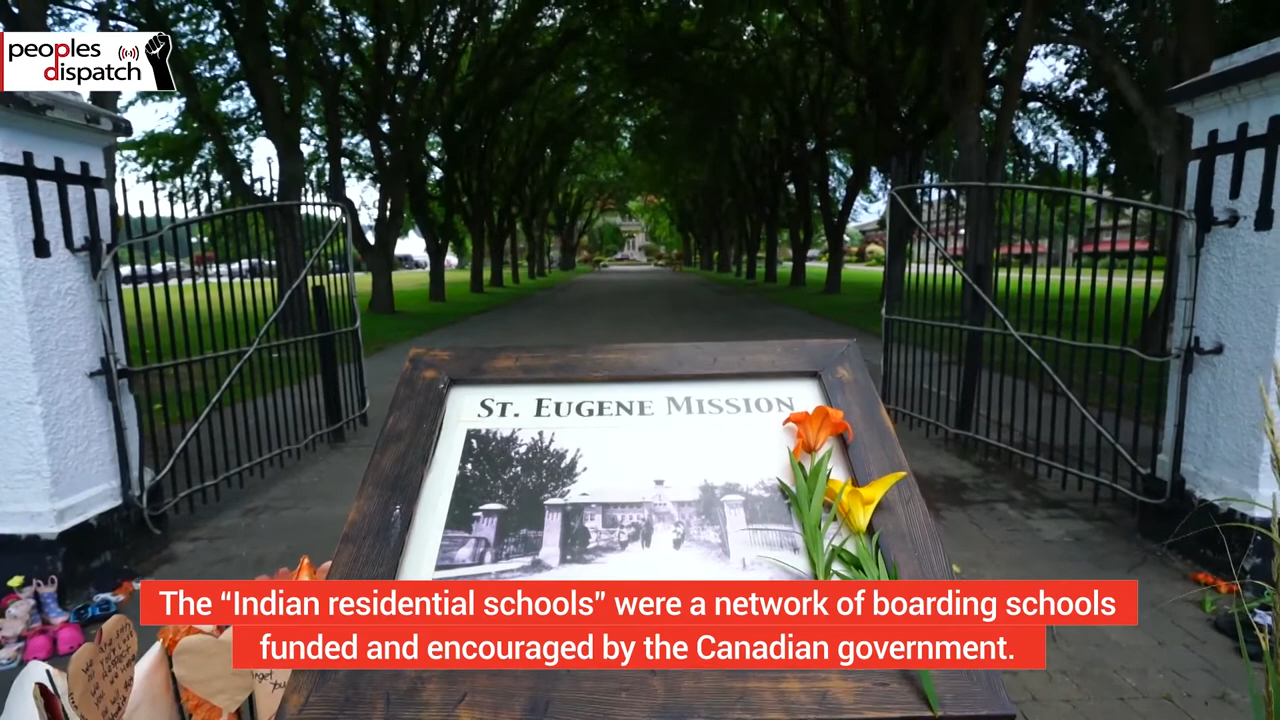 peoples
dispatch
St. Eugene Mission
The “Indian residential schools” were a network of boarding schools
funded and encouraged by the Canadian government.